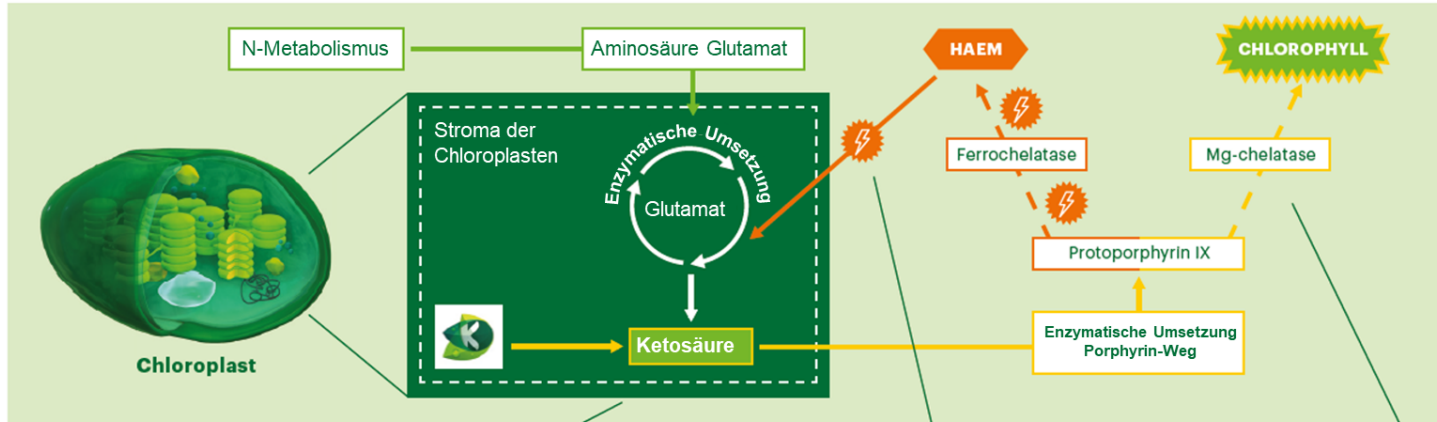 N-Metabolismus
Aminosäure Glutamat
HAEM
CHLOROPHYLL
Stroma der
Chloroplasten
Enzymatische Umsetzung
Glutamat
Ferrochelatase
Mg-chelatase
Protoporphyrin IX
K
Ketosäure
Enzymatische Umsetzung
Porphyrin-Weg
Chloroplast